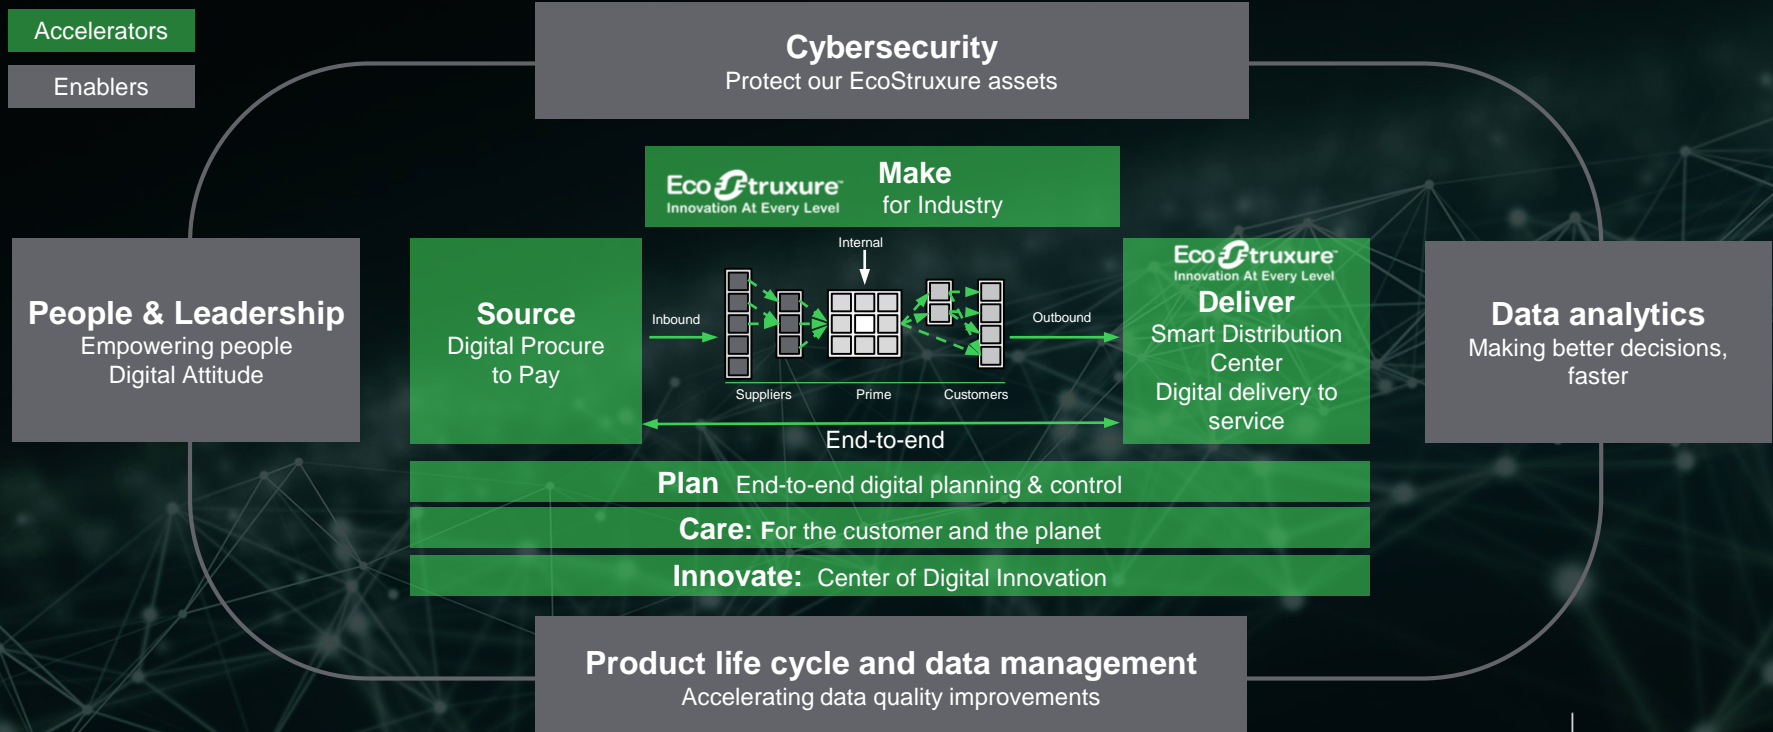 Accelerators
Enablers
Cybersecurity
Protect our EcoStruxure assets
EcoStruxure™
Innovation At Every Level
Make
for Industry
People & Leadership
Empowering people
Digital Attitude
Source
Digital Procure
to Pay
Inbound
Internal
Outbound
Suppliers
Prime
Customers
End-to-end
EcoStruxure™
Innovation At Every Level
Deliver
Smart Distribution
Center
Digital delivery to
service
Data analytics
Making better decisions,
faster
Plan End-to-end digital planning & control
Care: For the customer and the planet
Innovate: Center of Digital Innovation
Product life cycle and data management
Accelerating data quality improvements